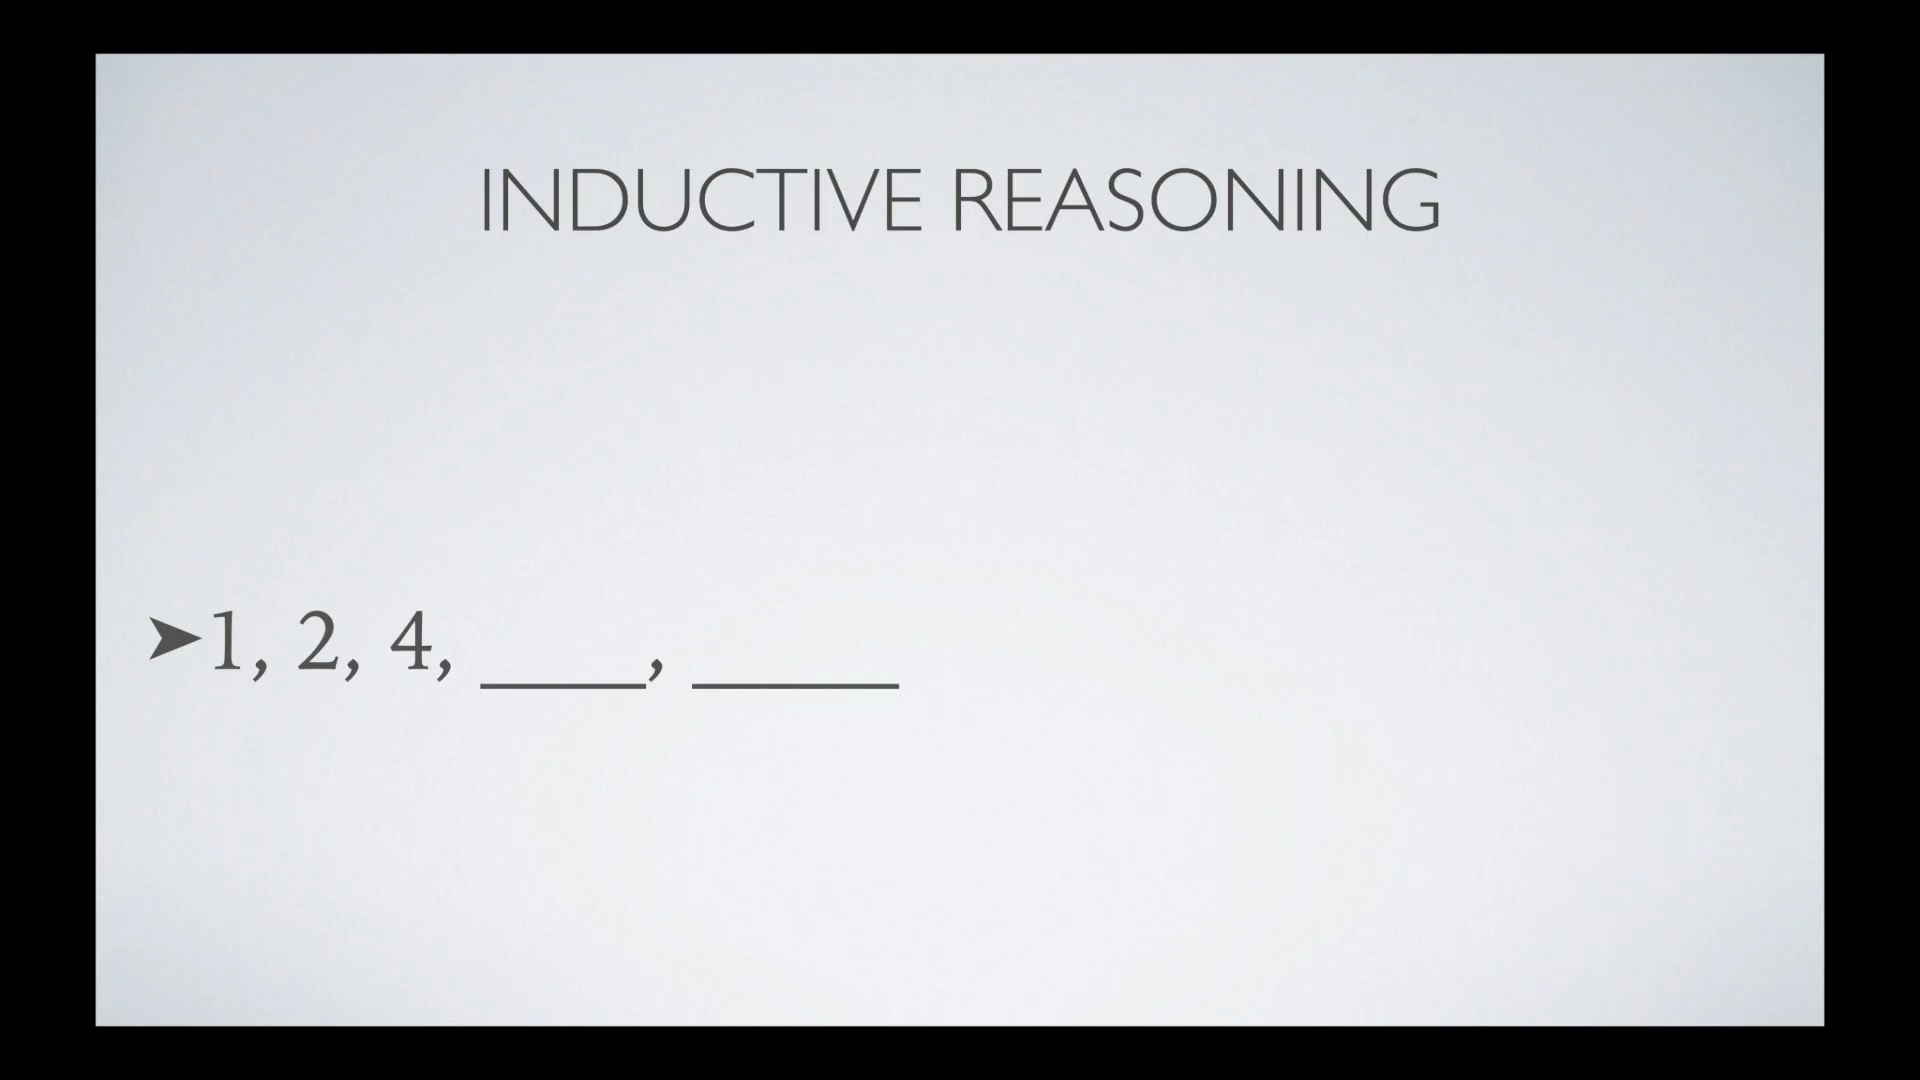 INDUCTIVE REASONING
➤1, 2, 4, ____, _____